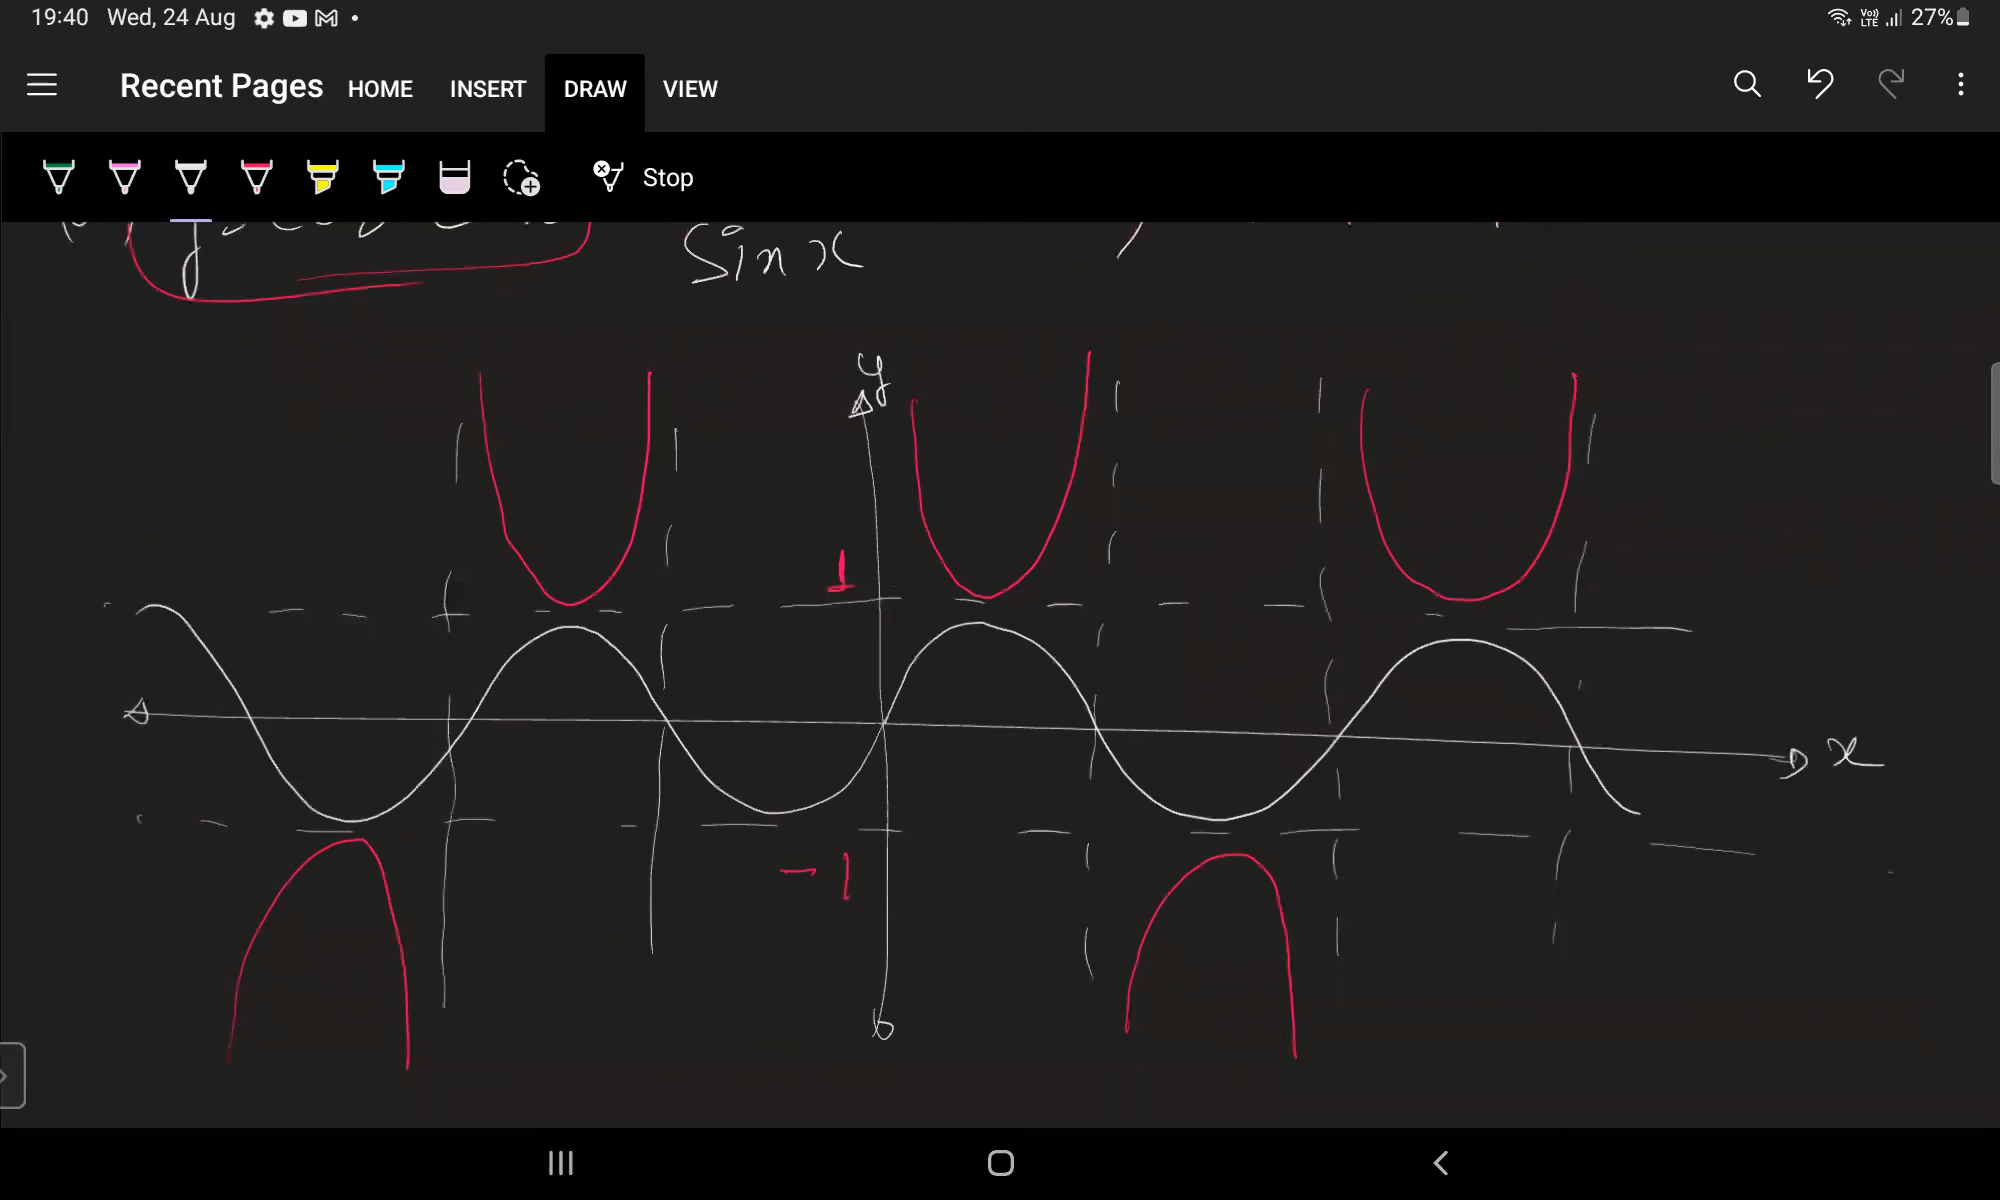 19:40 Wed, 24 Aug 27%
Recent Pages HOME INSERT DRAW VIEW
Stop
Sin x
y
1
x
-1